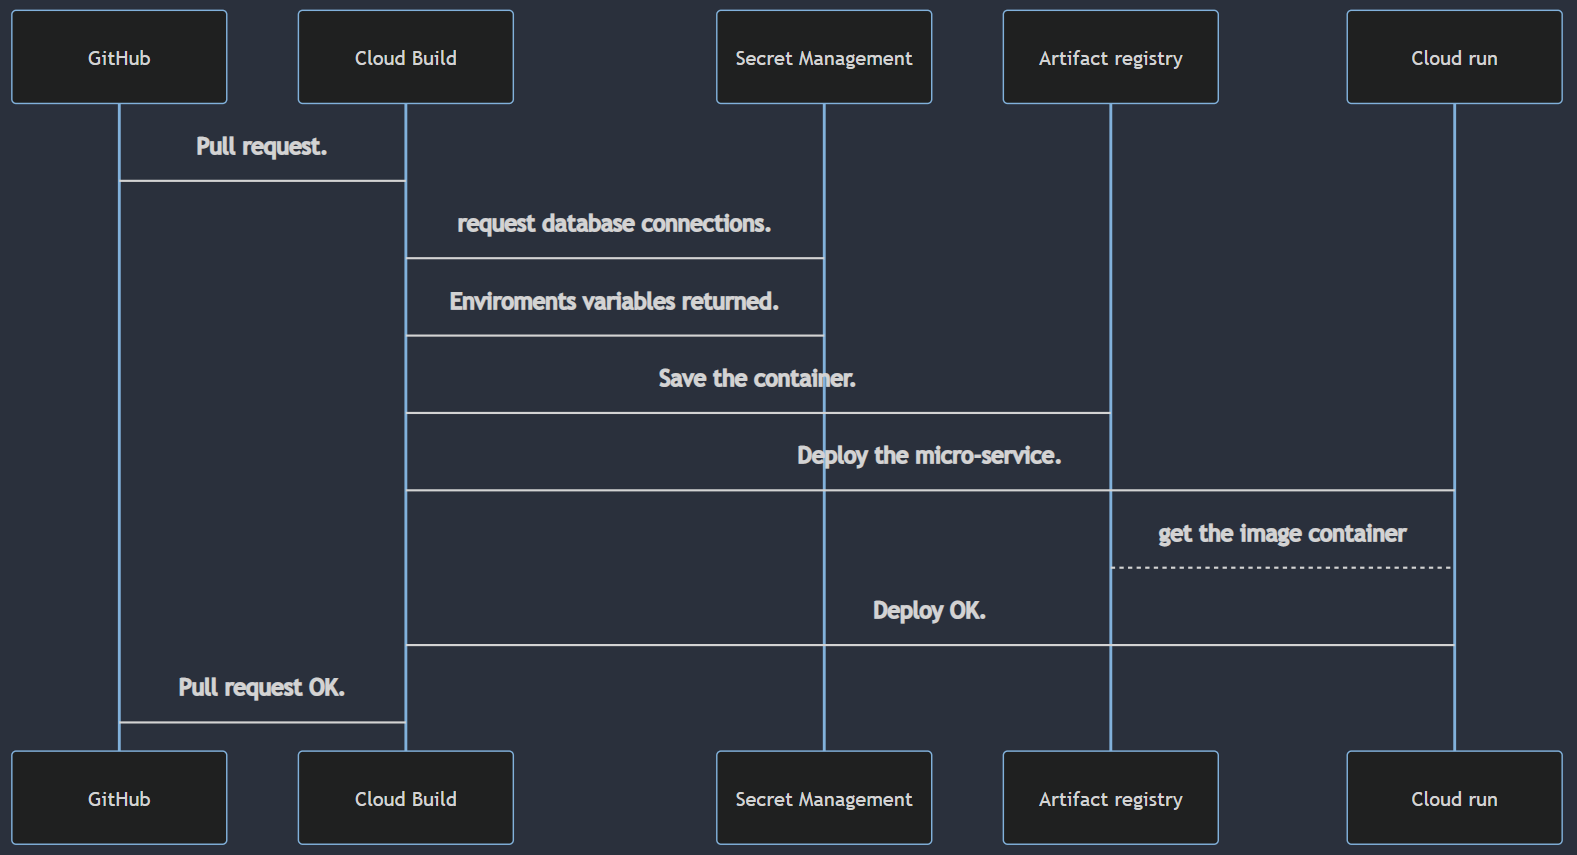 GitHub
Cloud Build
Secret Management
Artifact registry
Cloud run
Pull request.
request database connections.
Enviroments variables returned.
Save the container.
Deploy the micro-service.
get the image container
Deploy OK.
Pull request OK.
GitHub
Cloud Build
Secret Management
Artifact registry
Cloud run